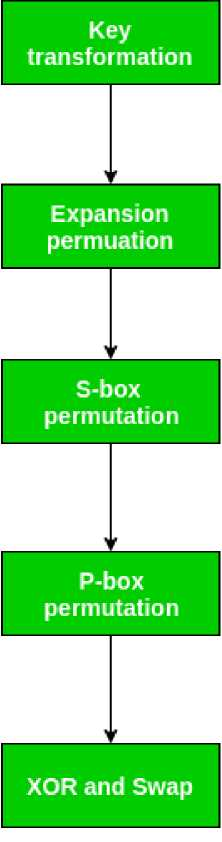 Key
transformation
Expansion
permuation
S-box
permutation
P-box
permutation
XOR and Swap